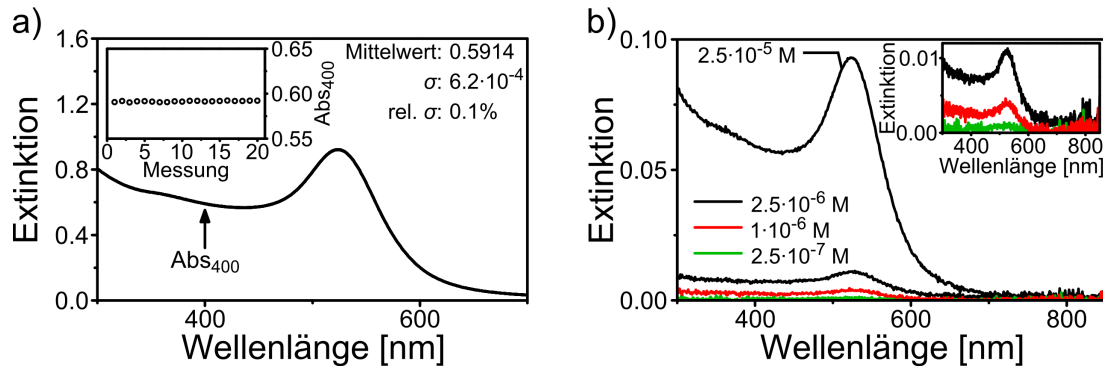 a)
Extinktion
1.6
1.2
0.8
0.4
0.0
400
600
Wellenlänge [nm]
0.65
0.60
0.55
Abs₄₀₀
0
5
10
15
20
Messung
Mittelwert: 0.5914
σ: 6.2·10⁻⁴
rel. σ: 0.1%
Abs₄₀₀
b)
Extinktion
0.10
0.05
0.00
400
600
800
Wellenlänge [nm]
2.5·10⁻⁵ M
2.5·10⁻⁶ M
1·10⁻⁶ M
2.5·10⁻⁷ M
Extinktion
0.01
0.00
400
600
800
Wellenlänge [nm]